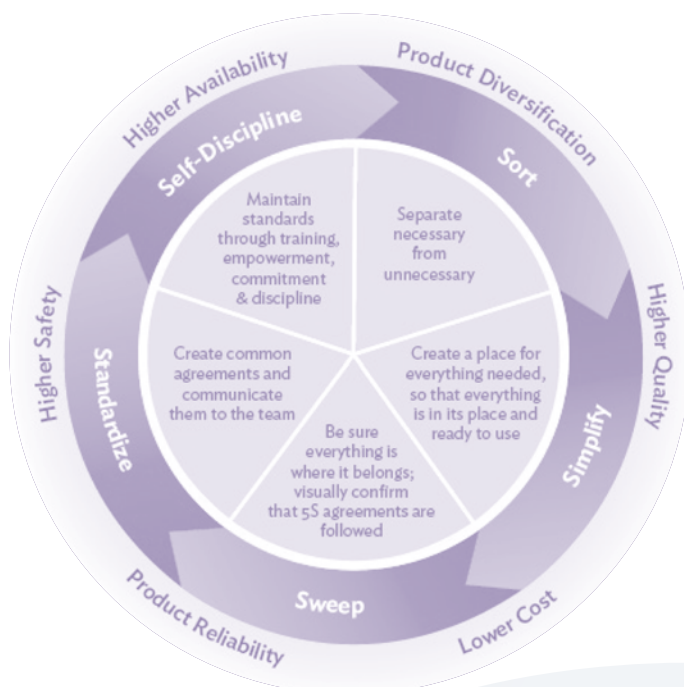 Product Diversification
Higher Quality
Lower Cost
Product Reliability
Higher Safety
Higher Availability
Sort
Separate
necessary
from
unnecessary
Simplify
Create a place for
everything needed,
so that everything
is in its place and
ready to use
Sweep
Be sure
everything is
where it belongs;
visually confirm
that 5S agreements are
followed
Standardize
Create common
agreements and
communicate
them to the team
Self-Discipline
Maintain
standards
through training,
empowerment,
commitment
& discipline